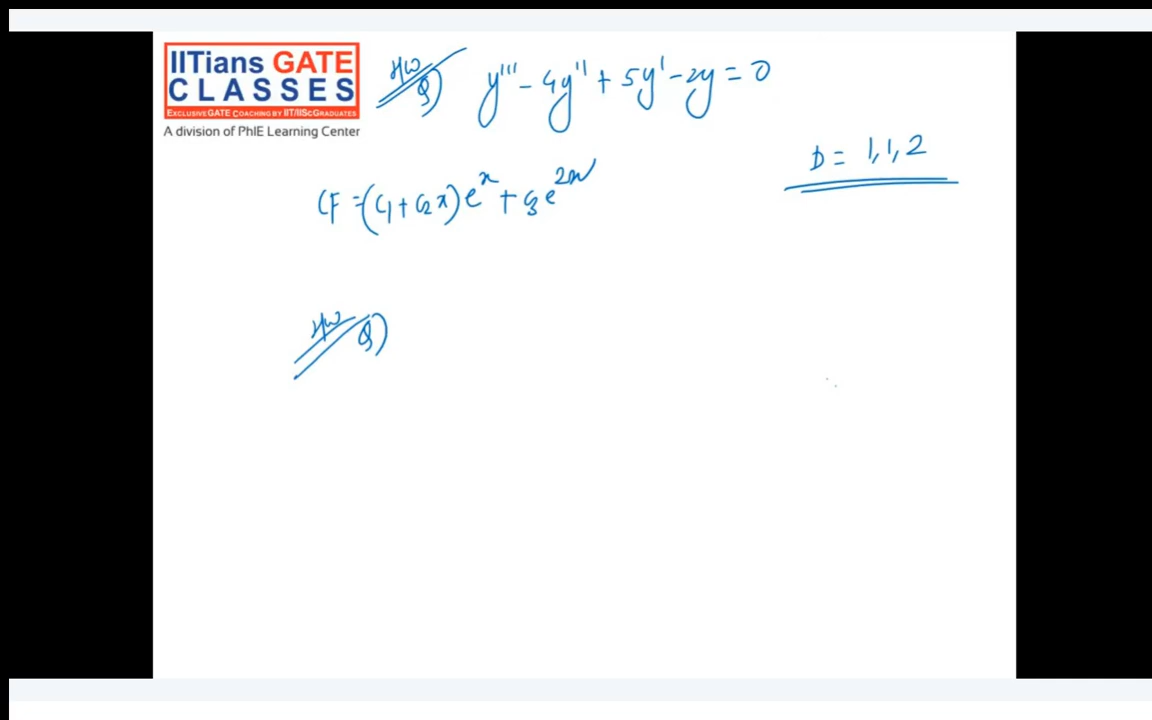 IITians GATE
CLASSES
EXCLUSIVE GATE COACHING BY IIT/IISC GRADUATES
A division of PhIE Learning Center
HW Q) y''' - 4y'' + 5y' - 2y = 0
D = 1, 1, 2
CF = (C1 + C2x)e^x + C3e^2x
HW Q)